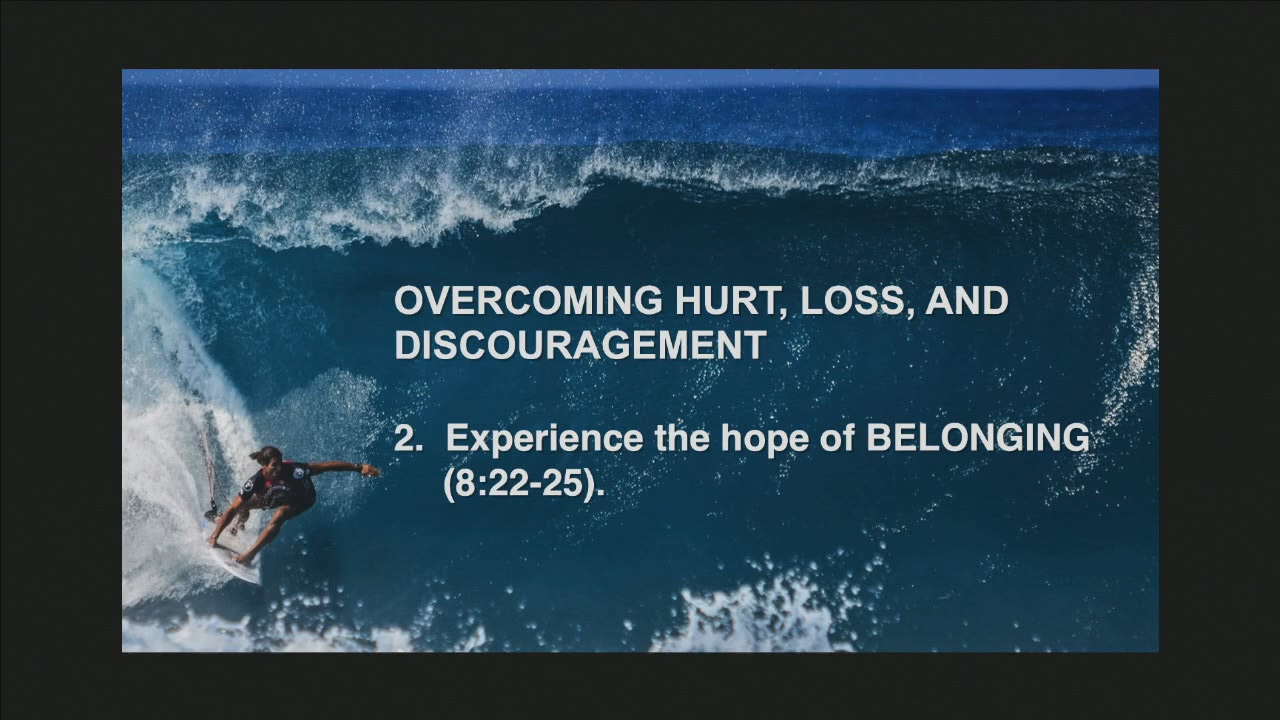 OVERCOMING HURT, LOSS, AND
DISCOURAGEMENT
2. Experience the hope of BELONGING
(8:22-25).